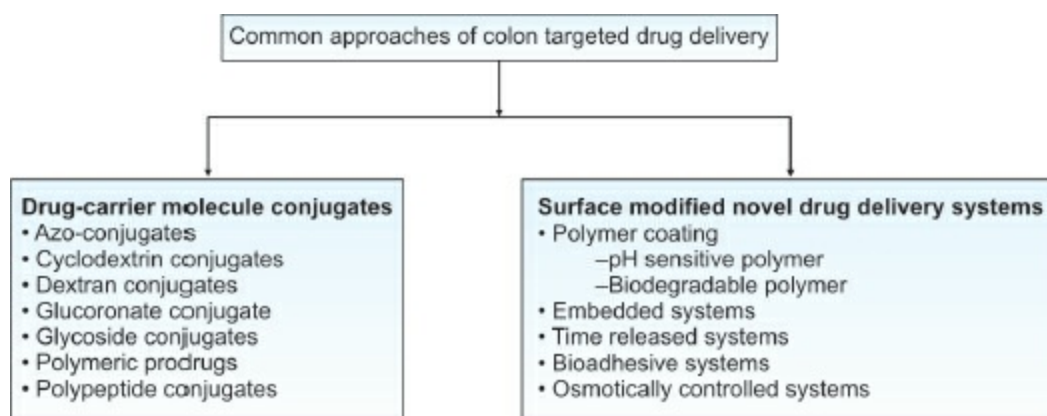 Common approaches of colon targeted drug delivery
Drug-carrier molecule conjugates
• Azo-conjugates
• Cyclodextrin conjugates
• Dextran conjugates
• Glucoronate conjugate
• Glycoside conjugates
• Polymeric prodrugs
• Polypeptide conjugates
Surface modified novel drug delivery systems
• Polymer coating
–pH sensitive polymer
–Biodegradable polymer
• Embedded systems
• Time released systems
• Bioadhesive systems
• Osmotically controlled systems